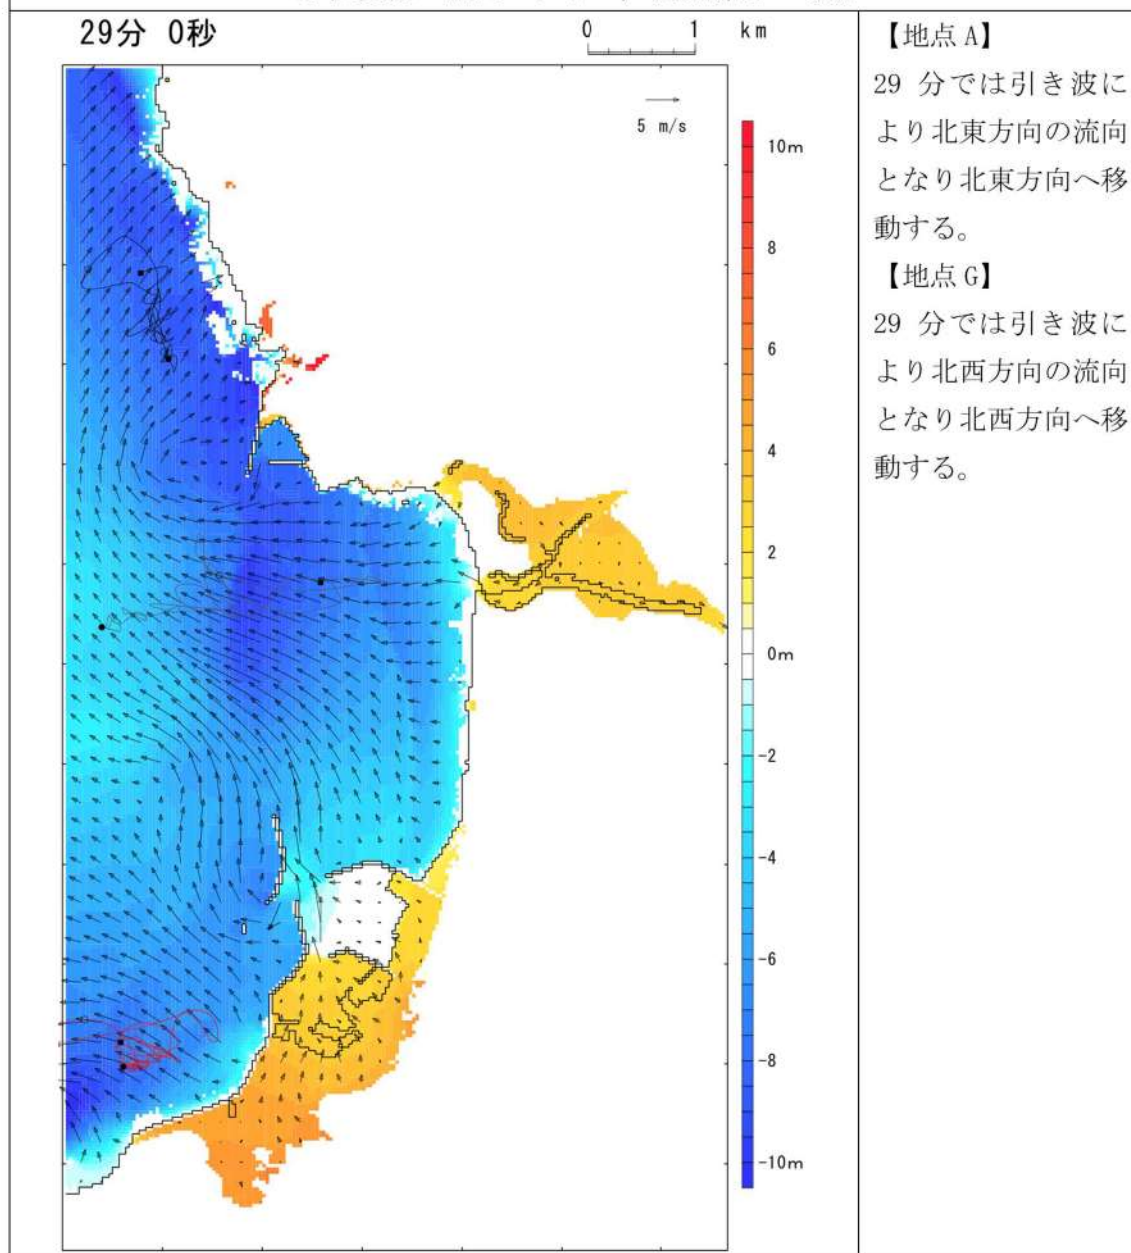 29分 0秒
0 1 km
5 m/s
10m
8
6
4
2
0m
-2
-4
-6
-8
-10m
【地点 A】
29 分では引き波に
より北東方向の流向
となり北東方向へ移
動する。
【地点 G】
29 分では引き波に
より北西方向の流向
となり北西方向へ移
動する。